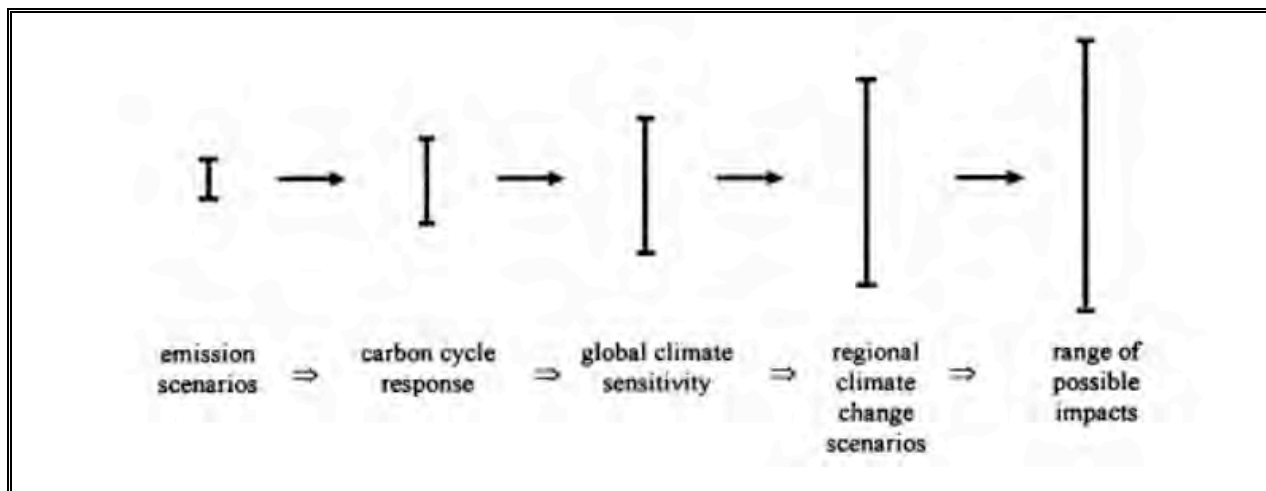 emission
scenarios
⇒
carbon cycle
response
⇒
global climate
sensitivity
⇒
regional
climate
change
scenarios
⇒
range of
possible
impacts